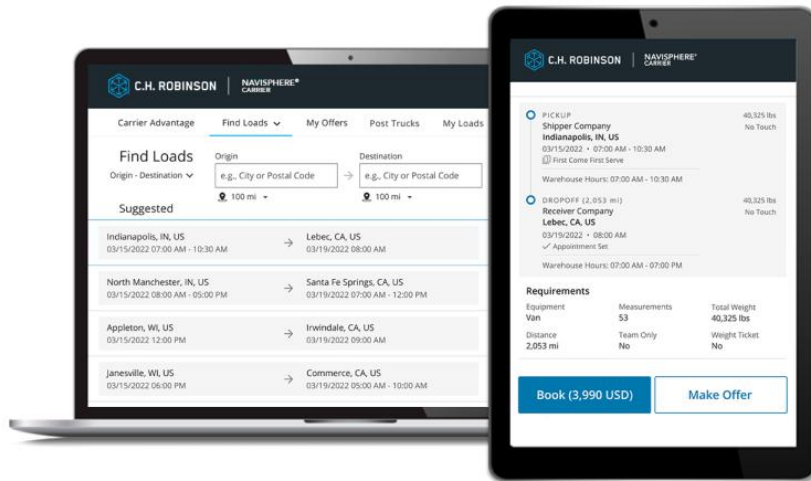 C.H. ROBINSON
NAVISPHERE®
CARRIER
Carrier Advantage
Find Loads
My Offers
Post Trucks
My Loads
Find Loads
Origin - Destination
Origin
e.g., City or Postal Code
100 mi
Destination
e.g., City or Postal Code
100 mi
Suggested
Indianapolis, IN, US
03/15/2022 07:00 AM - 10:30 AM
Lebec, CA, US
03/19/2022 08:00 AM
North Manchester, IN, US
03/15/2022 08:00 AM - 05:00 PM
Santa Fe Springs, CA, US
03/19/2022 07:00 AM - 12:00 PM
Appleton, WI, US
03/15/2022 12:00 PM
Irwindale, CA, US
03/19/2022 09:00 AM
Janesville, WI, US
03/15/2022 06:00 PM
Commerce, CA, US
03/19/2022 05:00 AM - 10:00 AM
C.H. ROBINSON
NAVISPHERE®
CARRIER
PICKUP
40,325 lbs
Shipper Company
No Touch
Indianapolis, IN, US
03/15/2022 • 07:00 AM - 10:30 AM
First Come First Serve
Warehouse Hours: 07:00 AM - 10:30 AM
DROPOFF (2,053 mi)
40,325 lbs
Receiver Company
No Touch
Lebec, CA, US
03/19/2022 • 08:00 AM
Appointment Set
Warehouse Hours: 07:00 AM - 07:00 PM
Requirements
Equipment
Van
Measurements
53
Total Weight
40,325 lbs
Distance
2,053 mi
Team Only
No
Weight Ticket
No
Book (3,990 USD)
Make Offer